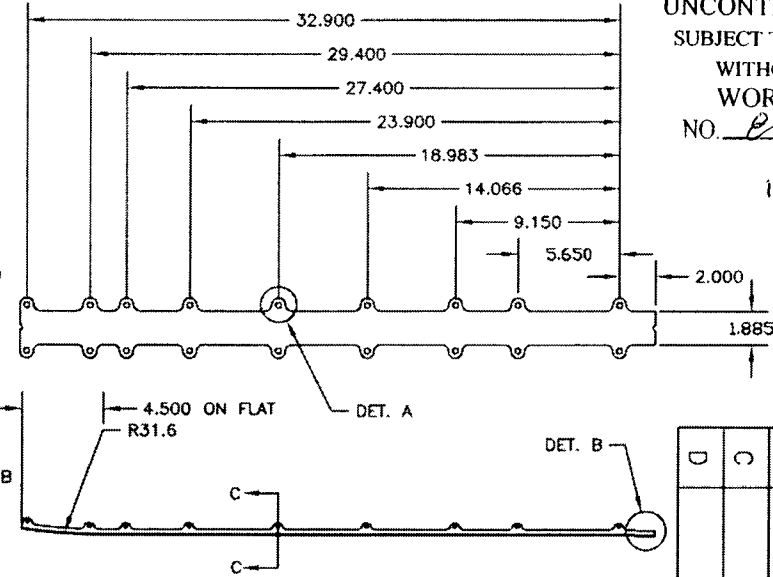 32.900
29.400
27.400
23.900
18.983
14.066
9.150
5.650
2.000
1.885
UNCONT
SUBJECT
WITHO
WOR
NO.
4.500 ON FLAT
R31.6
DET. A
DET. B
B
C
C
D C